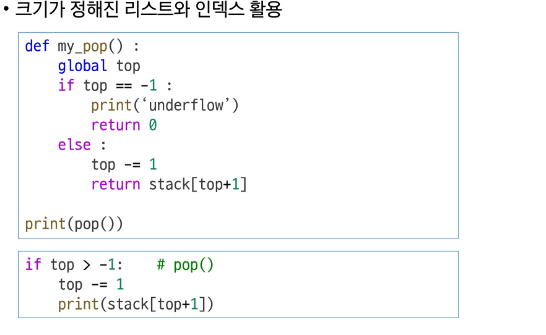 • 크기가 정해진 리스트와 인덱스 활용
def my_pop() :
    global top
    if top == -1 :
        print(‘underflow’)
        return 0
    else :
        top -= 1
        return stack[top+1]
print(pop())
if top > -1:    # pop()
    top -= 1
    print(stack[top+1])